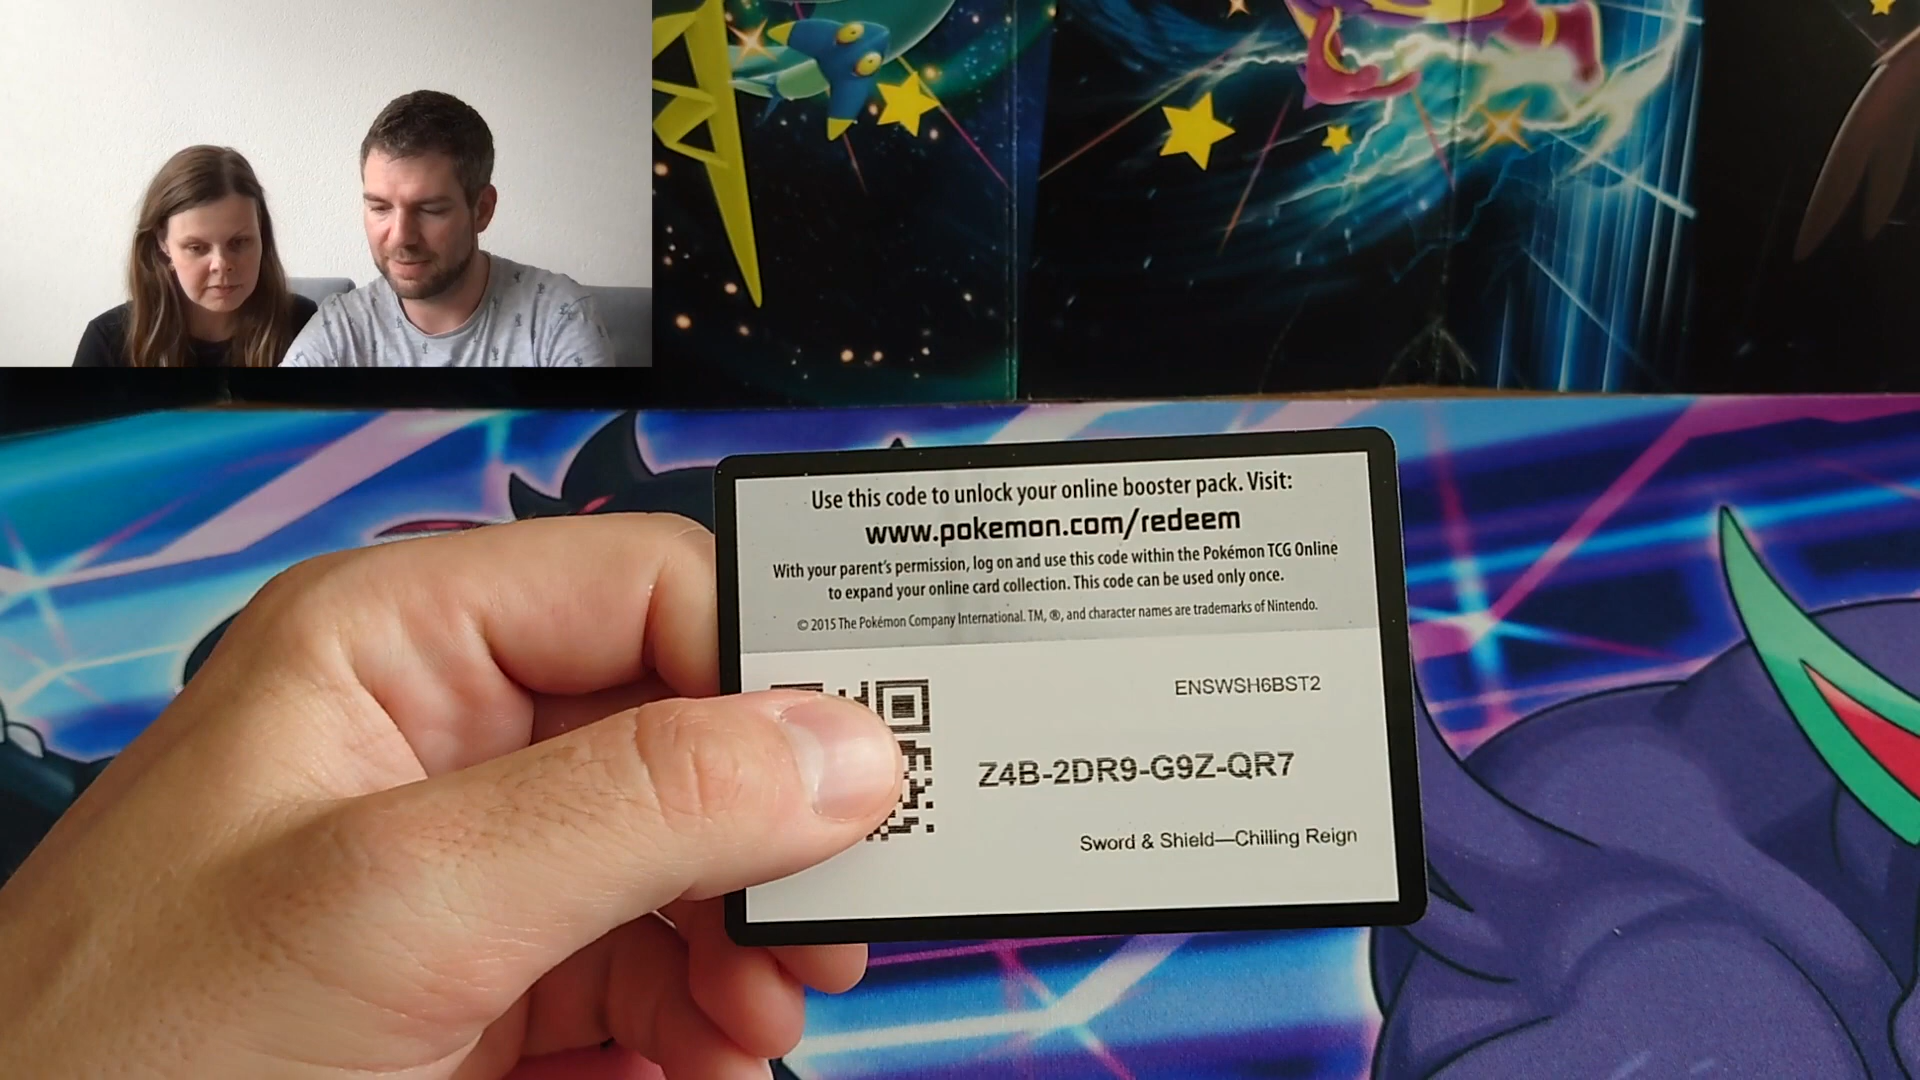 Use this code to unlock your online booster pack. Visit:
www.pokemon.com/redeem
With your parent's permission, log on and use this code within the Pokémon TCG Online
to expand your online card collection. This code can be used only once.
© 2015 The Pokémon Company International. TM, ®, and character names are trademarks of Nintendo.
ENSWSH6BST2
Z4B-2DR9-G9Z-QR7
Sword & Shield—Chilling Reign